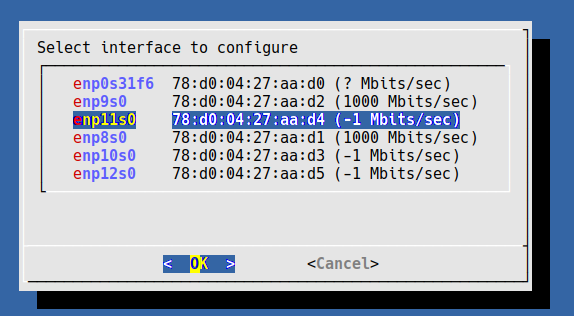 Select interface to configure
enp0s31f6 78:d0:04:27:aa:d0 (? Mbits/sec)
enp9s0 78:d0:04:27:aa:d2 (1000 Mbits/sec)
enp11s0 78:d0:04:27:aa:d4 (-1 Mbits/sec)
enp8s0 78:d0:04:27:aa:d1 (1000 Mbits/sec)
enp10s0 78:d0:04:27:aa:d3 (-1 Mbits/sec)
enp12s0 78:d0:04:27:aa:d5 (-1 Mbits/sec)
< OK > <Cancel>